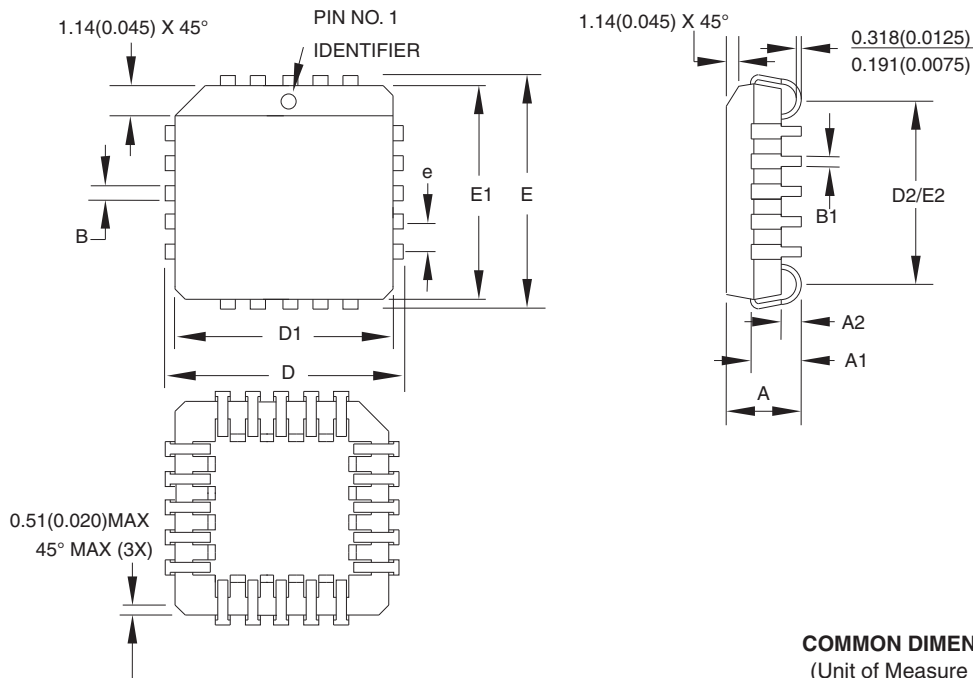 1.14(0.045) X 45°
PIN NO. 1
IDENTIFIER
1.14(0.045) X 45°
0.318(0.0125)
0.191(0.0075)
e
E1
E
B
D1
D
B1
D2/E2
A2
A1
A
0.51(0.020)MAX
45° MAX (3X)
COMMON DIMEN
(Unit of Measure